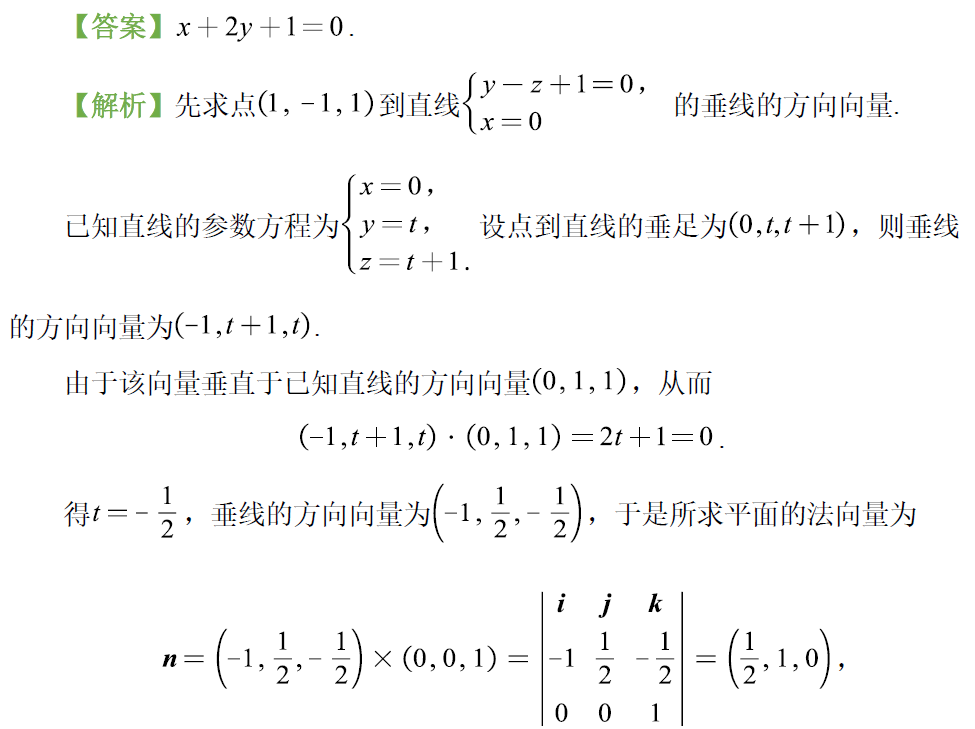 【答案】x+2y+1=0.
【解析】先求点(1, -1, 1)到直线{y-z+1=0, x=0 的垂线的方向向量.
已知直线的参数方程为{x=0, y=t, z=t+1. 设点到直线的垂足为(0,t,t+1),则垂线
的方向向量为(-1,t+1,t).
由于该向量垂直于已知直线的方向向量(0,1,1),从而
(-1,t+1,t)·(0,1,1)=2t+1=0.
得t=-1/2,垂线的方向向量为(-1,1/2,-1/2),于是所求平面的法向量为
n=(-1,1/2,-1/2)×(0,0,1)=|i j k; -1 1/2 -1/2; 0 0 1|=(1/2,1,0),